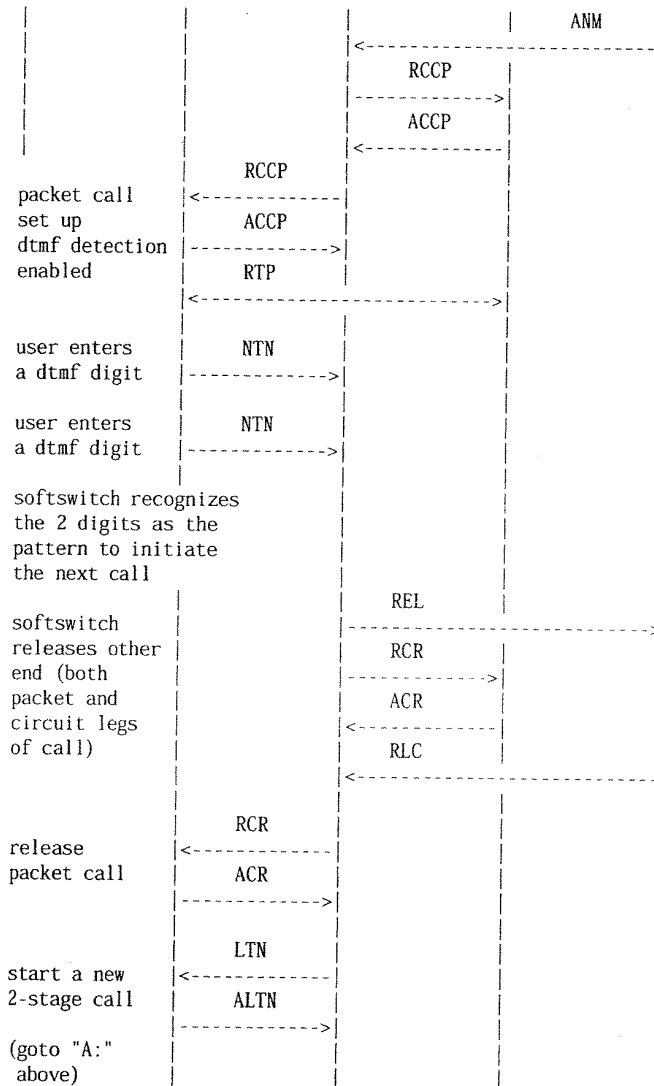 ANM
RCCP
ACCP
RCCP
packet call
set up ACCP
dtmf detection
enabled RTP
user enters NTN
a dtmf digit
user enters NTN
a dtmf digit
softswitch recognizes
the 2 digits as the
pattern to initiate
the next call
REL
softswitch
releases other RCR
end (both
packet and ACR
circuit legs
of call) RLC
RCR
release
packet call ACR
LTN
start a new
2-stage call ALTN
(goto "A:"
above)